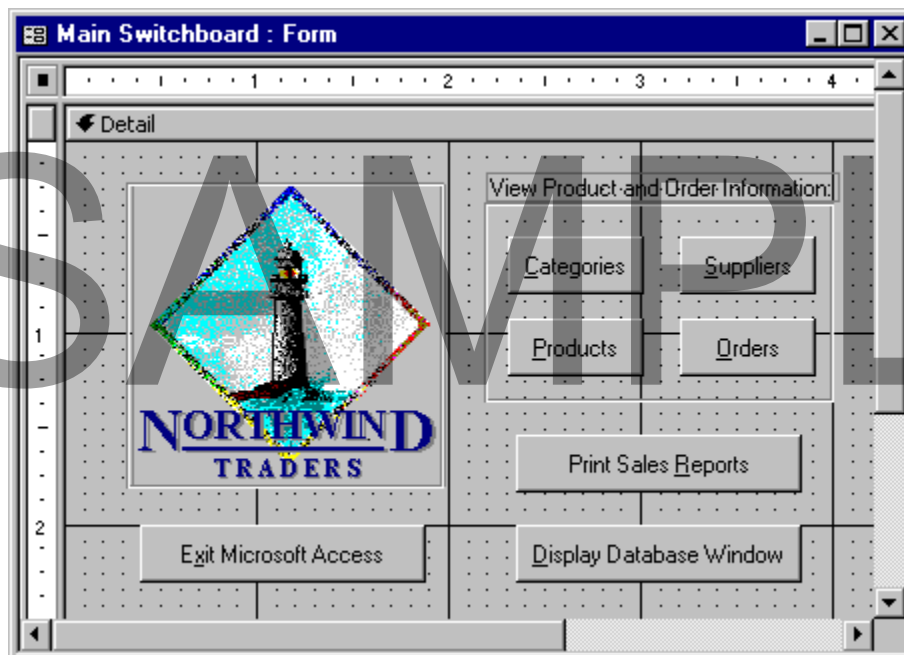 Main Switchboard : Form
1 2 3 4
Detail
SAMPL
View Product and Order Information:
Categories Suppliers
1
Products Orders
NORTHWIND
TRADERS
Print Sales Reports
2
Exit Microsoft Access Display Database Window